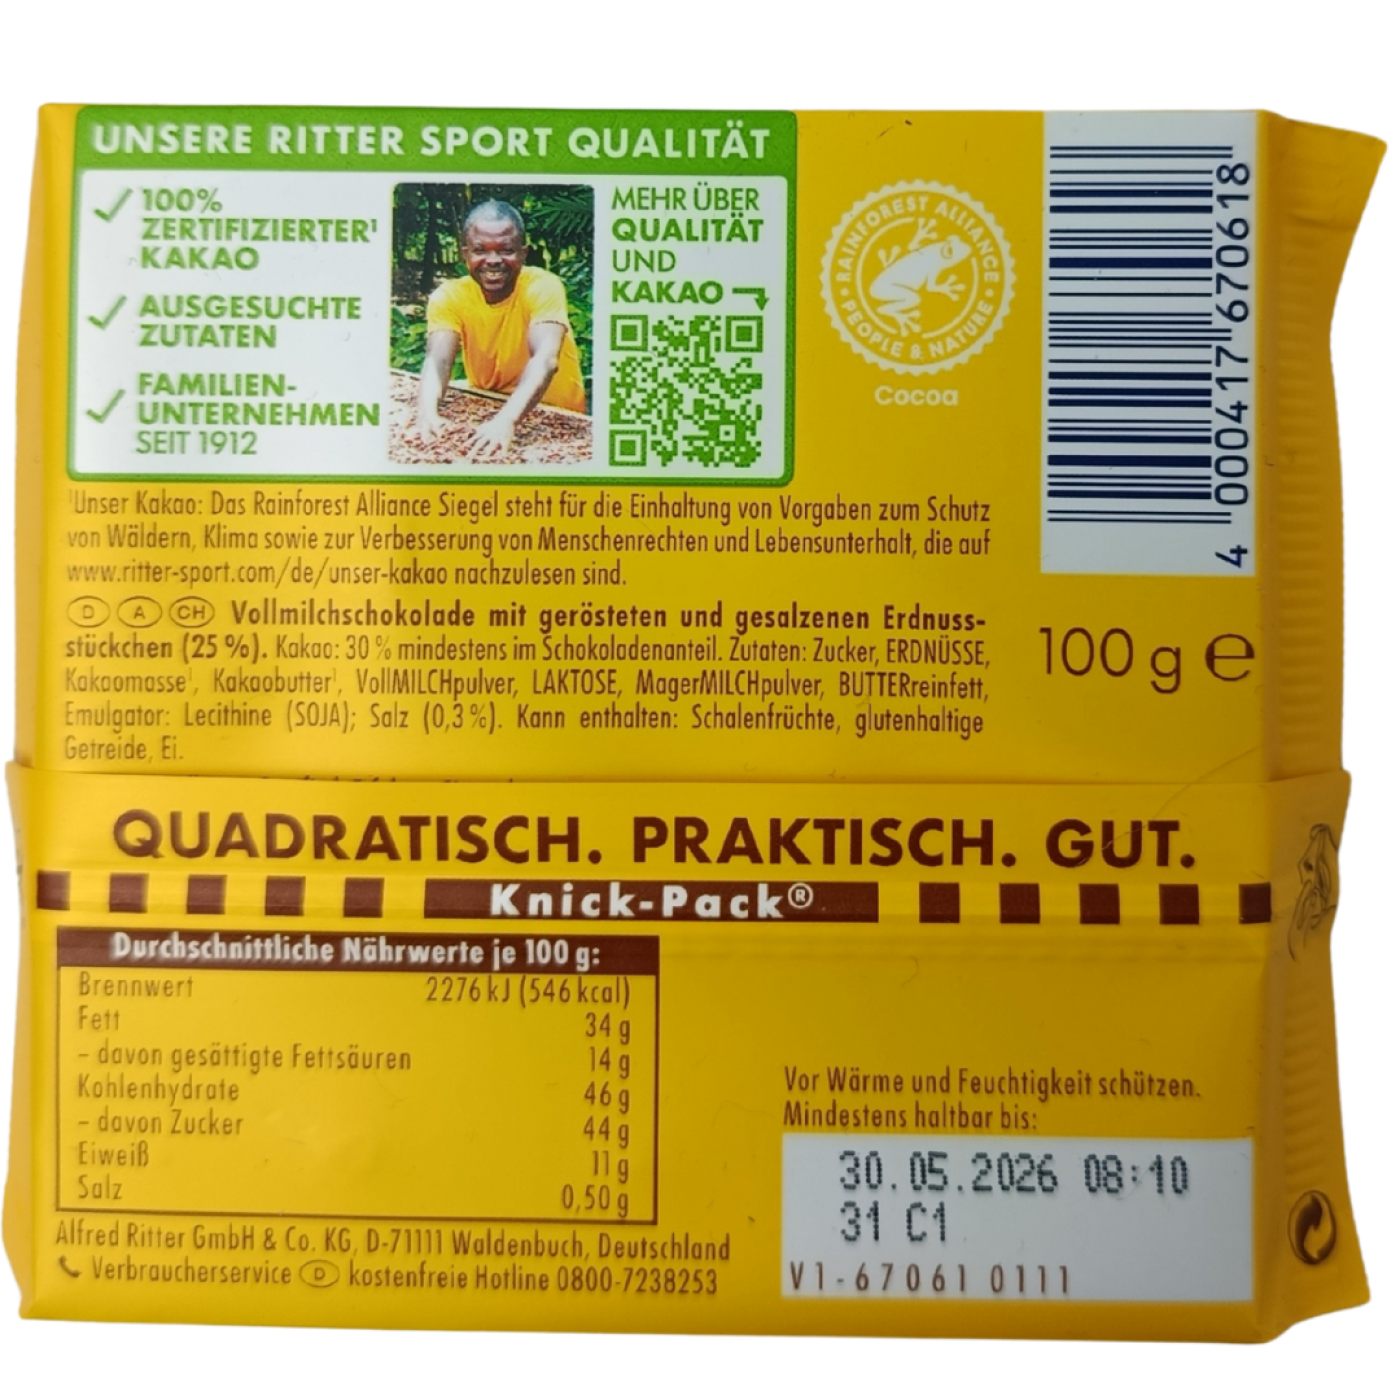 UNSERE RITTER SPORT QUALITÄT
100%
ZERTIFIZIERTER¹
KAKAO
AUSGESUCHTE
ZUTATEN
FAMILIEN-
UNTERNEHMEN
SEIT 1912
MEHR ÜBER
QUALITÄT
UND
KAKAO
RAINFOREST ALLIANCE
PEOPLE & NATURE
Cocoa
4 000417 670618
¹Unser Kakao: Das Rainforest Alliance Siegel steht für die Einhaltung von Vorgaben zum Schutz
von Wäldern, Klima sowie zur Verbesserung von Menschenrechten und Lebensunterhalt, die auf
www.ritter-sport.com/de/unser-kakao nachzulesen sind.
D A CH Vollmilchschokolade mit gerösteten und gesalzenen Erdnuss-
stückchen (25 %). Kakao: 30 % mindestens im Schokoladenanteil. Zutaten: Zucker, ERDNÜSSE,
Kakaomasse¹, Kakaobutter¹, VollMILCHpulver, LAKTOSE, MagerMILCHpulver, BUTTERreinfett,
Emulgator: Lecithine (SOJA); Salz (0,3 %). Kann enthalten: Schalenfrüchte, glutenhaltige
Getreide, Ei.
100 g e
QUADRATISCH. PRAKTISCH. GUT.
Knick-Pack®
Durchschnittliche Nährwerte je 100 g:
Brennwert 2276 kJ (546 kcal)
Fett 34 g
– davon gesättigte Fettsäuren 14 g
Kohlenhydrate 46 g
– davon Zucker 44 g
Eiweiß 11 g
Salz 0,50 g
Alfred Ritter GmbH & Co. KG, D-71111 Waldenbuch, Deutschland
Verbraucherservice D kostenfreie Hotline 0800-7238253
Vor Wärme und Feuchtigkeit schützen.
Mindestens haltbar bis:
30.05.2026 08:10
31 C1
V1-67061 0111